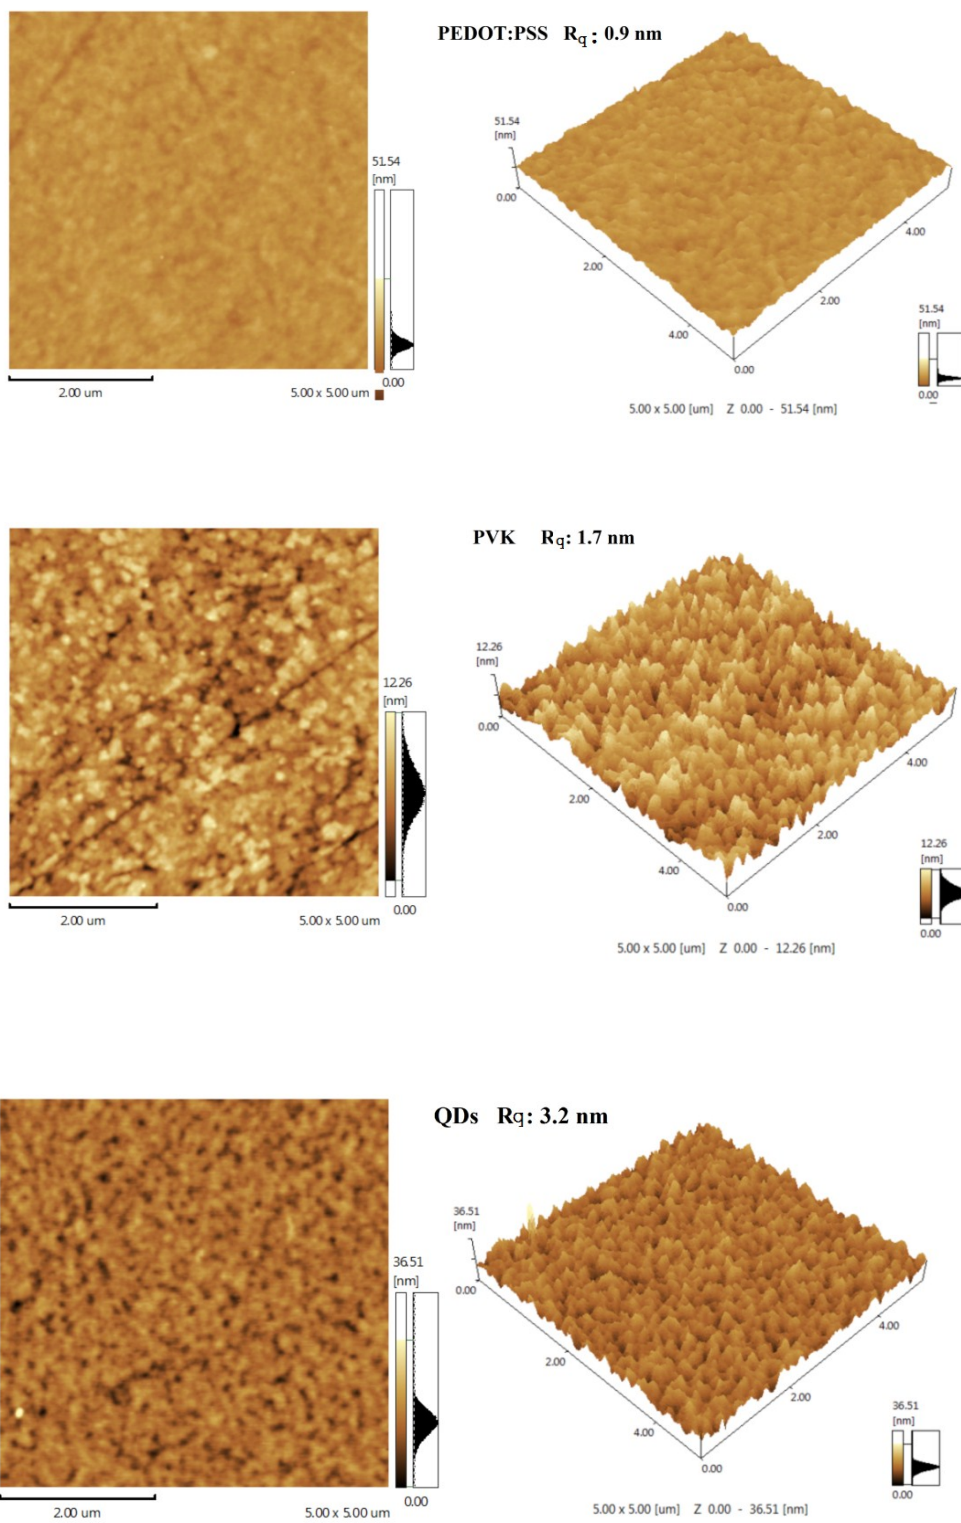 PEDOT:PSS Rq : 0.9 nm
51.54
[nm]
0.00
2.00 um
5.00 x 5.00 um
51.54
[nm]
0.00
2.00
4.00
4.00
2.00
0.00
51.54
[nm]
0.00
5.00 x 5.00 [um] Z 0.00 - 51.54 [nm]
PVK Rq: 1.7 nm
12.26
[nm]
0.00
2.00 um
5.00 x 5.00 um
12.26
[nm]
0.00
2.00
4.00
4.00
2.00
0.00
12.26
[nm]
0.00
5.00 x 5.00 [um] Z 0.00 - 12.26 [nm]
QDs Rq: 3.2 nm
36.51
[nm]
0.00
2.00 um
5.00 x 5.00 um
36.51
[nm]
0.00
2.00
4.00
4.00
2.00
0.00
36.51
[nm]
0.00
5.00 x 5.00 [um] Z 0.00 - 36.51 [nm]